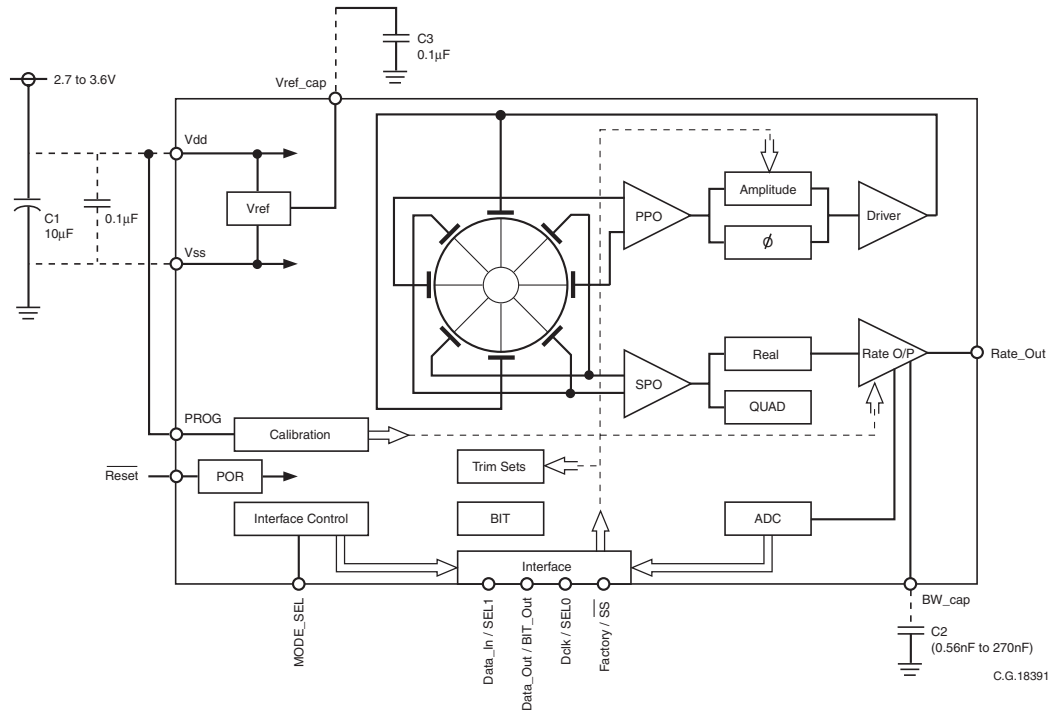 C3
0.1μF
2.7 to 3.6V
Vref_cap
Vdd
C1
10μF
0.1μF
Vref
Vss
PPO
Amplitude
ϕ
Driver
SPO
Real
QUAD
Rate O/P
Rate_Out
PROG
Calibration
Reset
POR
Trim Sets
Interface Control
BIT
ADC
Interface
MODE_SEL
Data_In / SEL1
Data_Out / BIT_Out
Dclk / SEL0
Factory / SS
BW_cap
C2
(0.56nF to 270nF)
C.G.18391